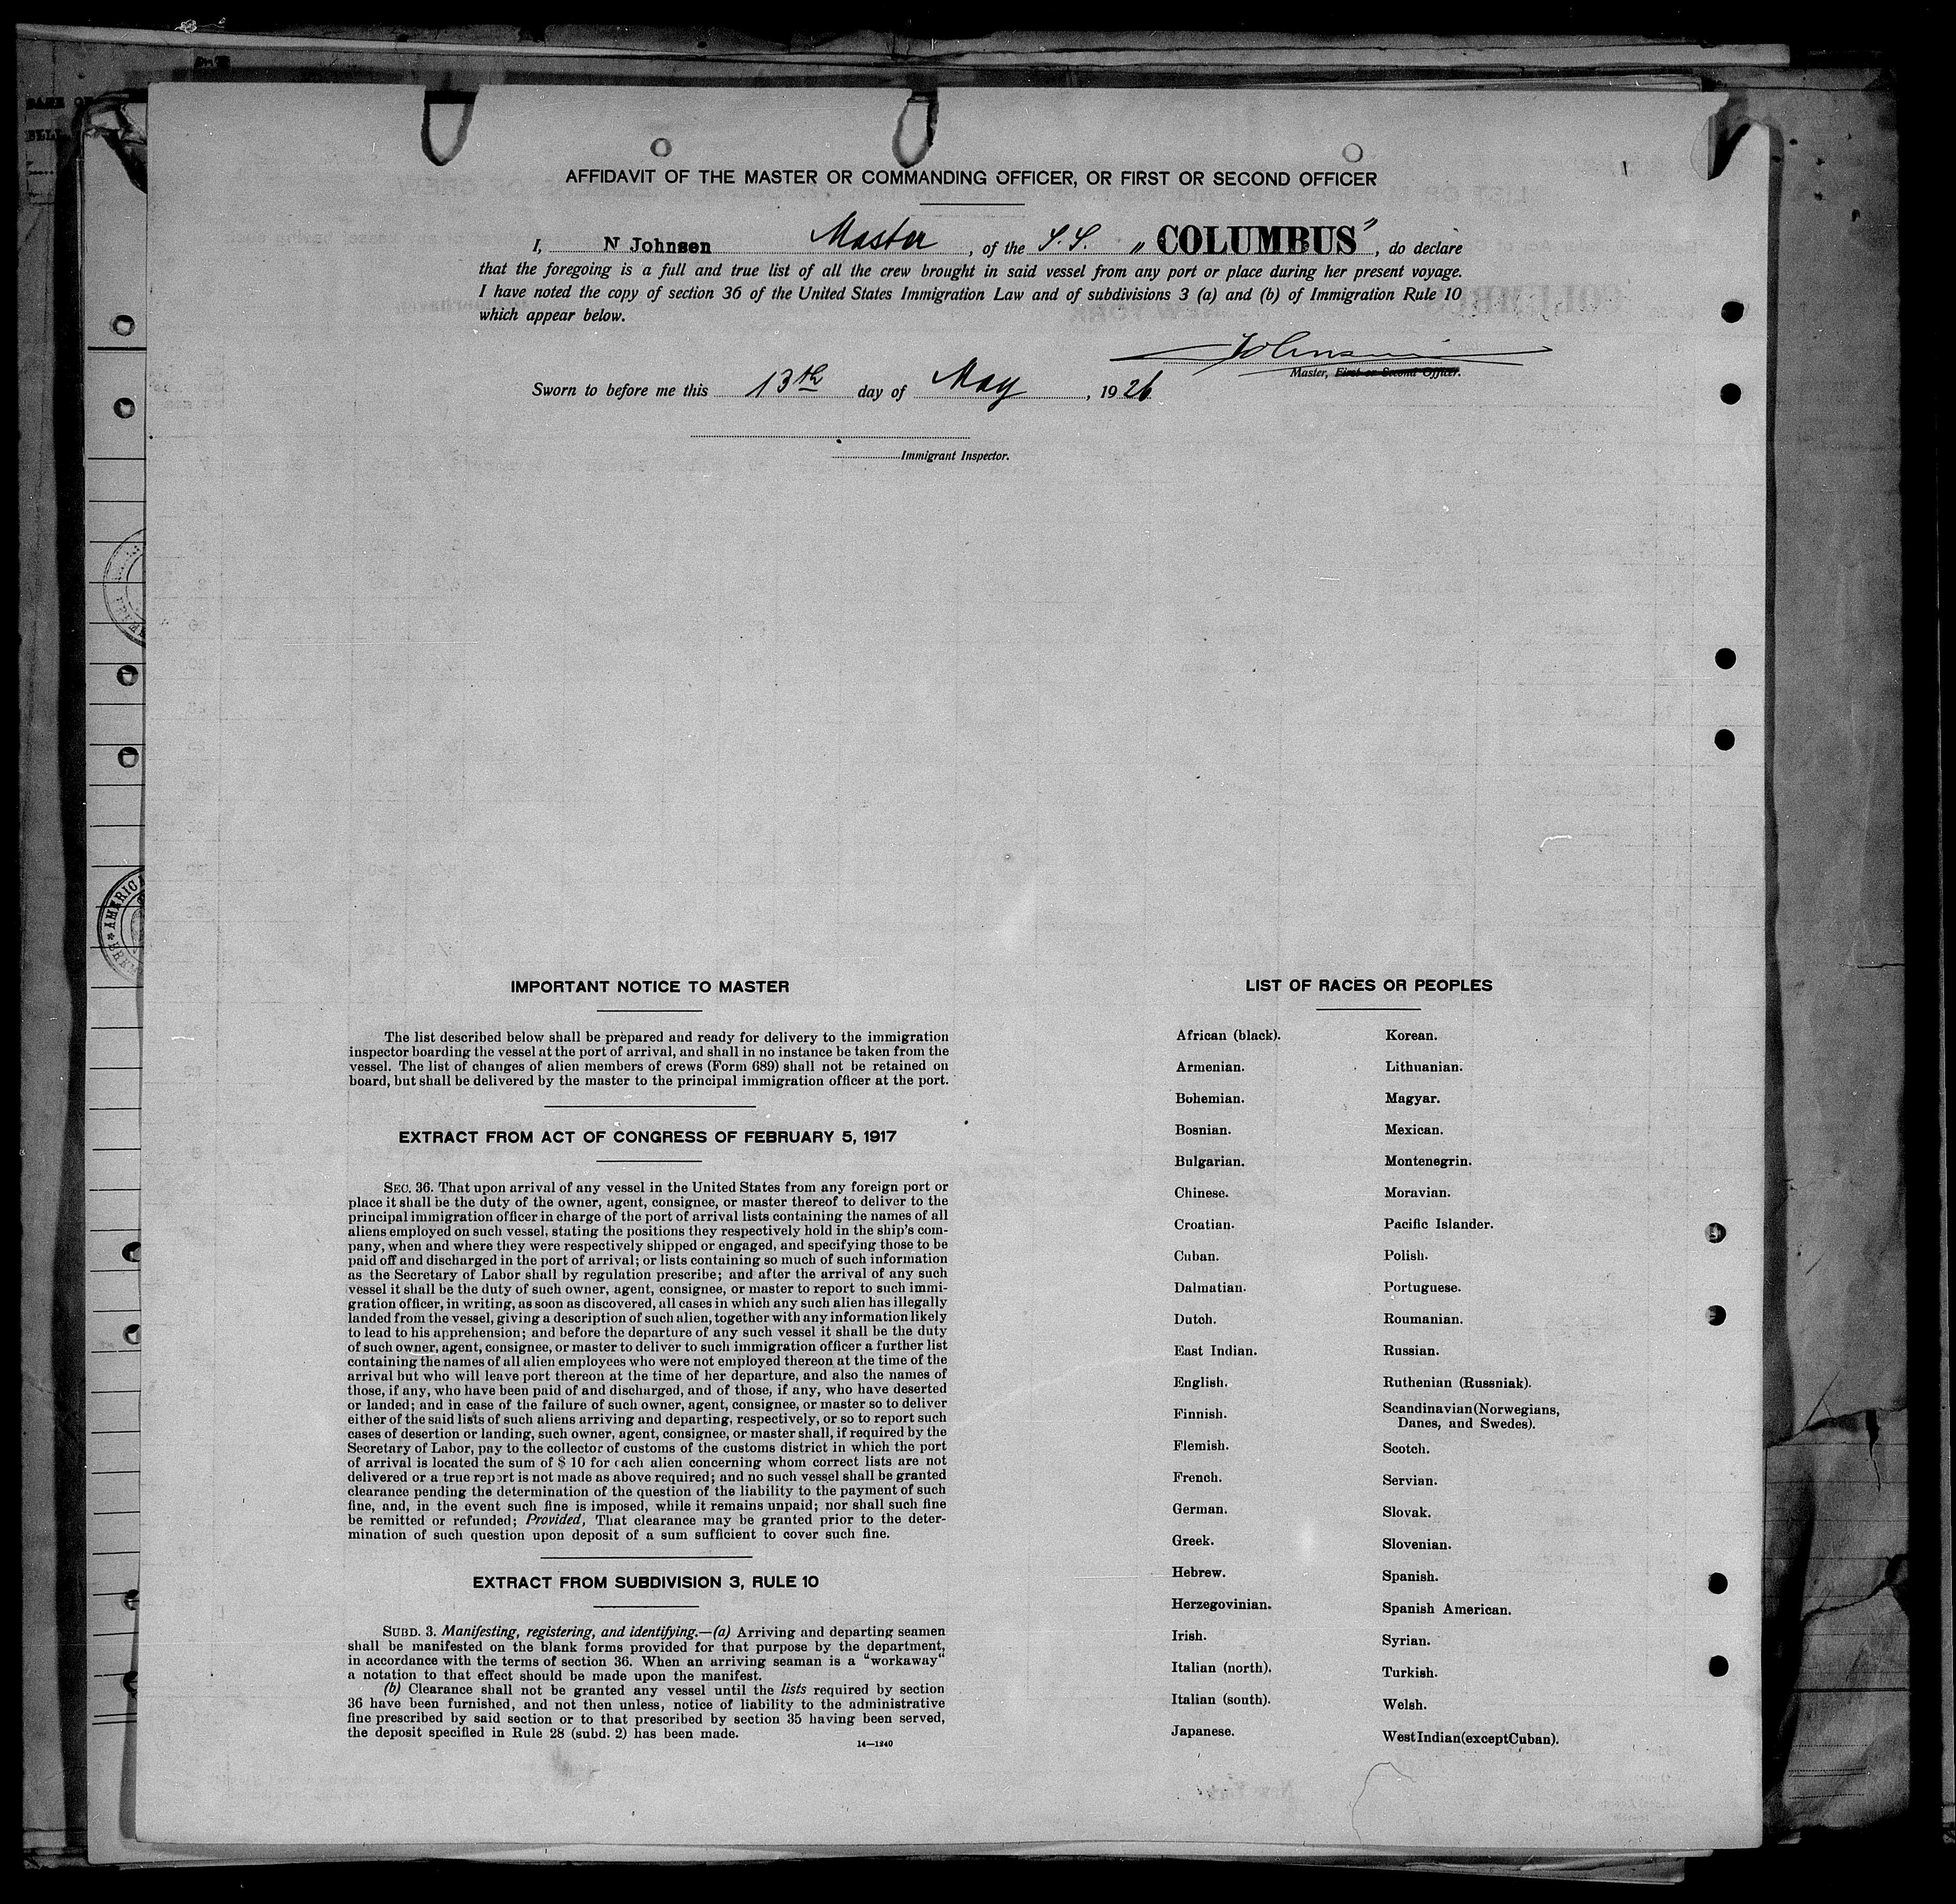 AFFIDAVIT OF THE MASTER OR COMMANDING OFFICER, OR FIRST OR SECOND OFFICER
I, N Johnsen Master, of the S.S. „COLUMBUS”, do declare
that the foregoing is a full and true list of all the crew brought in said vessel from any port or place during her present voyage.
I have noted the copy of section 36 of the United States Immigration Law and of subdivisions 3 (a) and (b) of Immigration Rule 10
which appear below.
Johnsen
Master, First or Second Officer.
Sworn to before me this 13th day of May, 1926
Immigrant Inspector.
IMPORTANT NOTICE TO MASTER
The list described below shall be prepared and ready for delivery to the immigration
inspector boarding the vessel at the port of arrival, and shall in no instance be taken from the
vessel. The list of changes of alien members of crews (Form 689) shall not be retained on
board, but shall be delivered by the master to the principal immigration officer at the port.
EXTRACT FROM ACT OF CONGRESS OF FEBRUARY 5, 1917
SEC. 36. That upon arrival of any vessel in the United States from any foreign port or
place it shall be the duty of the owner, agent, consignee, or master thereof to deliver to the
principal immigration officer in charge of the port of arrival lists containing the names of all
aliens employed on such vessel, stating the positions they respectively hold in the ship's com-
pany, when and where they were respectively shipped or engaged, and specifying those to be
paid off and discharged in the port of arrival; or lists containing so much of such information
as the Secretary of Labor shall by regulation prescribe; and after the arrival of any such
vessel it shall be the duty of such owner, agent, consignee, or master to report to such immi-
gration officer, in writing, as soon as discovered, all cases in which any such alien has illegally
landed from the vessel, giving a description of such alien, together with any information likely
to lead to his apprehension; and before the departure of any such vessel it shall be the duty
of such owner, agent, consignee, or master to deliver to such immigration officer a further list
containing the names of all alien employees who were not employed thereon at the time of the
arrival but who will leave port thereon at the time of her departure, and also the names of
those, if any, who have been paid of and discharged, and of those, if any, who have deserted
or landed; and in case of the failure of such owner, agent, consignee, or master so to deliver
either of the said lists of such aliens arriving and departing, respectively, or so to report such
cases of desertion or landing, such owner, agent, consignee, or master shall, if required by the
Secretary of Labor, pay to the collector of customs of the customs district in which the port
of arrival is located the sum of $ 10 for each alien concerning whom correct lists are not
delivered or a true report is not made as above required; and no such vessel shall be granted
clearance pending the determination of the question of the liability to the payment of such
fine, and, in the event such fine is imposed, while it remains unpaid; nor shall such fine
be remitted or refunded; Provided, That clearance may be granted prior to the deter-
mination of such question upon deposit of a sum sufficient to cover such fine.
EXTRACT FROM SUBDIVISION 3, RULE 10
SUBD. 3. Manifesting, registering, and identifying.—(a) Arriving and departing seamen
shall be manifested on the blank forms provided for that purpose by the department,
in accordance with the terms of section 36. When an arriving seaman is a "workaway"
a notation to that effect should be made upon the manifest.
(b) Clearance shall not be granted any vessel until the lists required by section
36 have been furnished, and not then unless, notice of liability to the administrative
fine prescribed by said section or to that prescribed by section 35 having been served,
the deposit specified in Rule 28 (subd. 2) has been made.
14—1240
LIST OF RACES OR PEOPLES
African (black).
Armenian.
Bohemian.
Bosnian.
Bulgarian.
Chinese.
Croatian.
Cuban.
Dalmatian.
Dutch.
East Indian.
English.
Finnish.
Flemish.
French.
German.
Greek.
Hebrew.
Herzegovinian.
Irish.
Italian (north).
Italian (south).
Japanese.
Korean.
Lithuanian.
Magyar.
Mexican.
Montenegrin.
Moravian.
Pacific Islander.
Polish.
Portuguese.
Roumanian.
Russian.
Ruthenian (Russniak).
Scandinavian (Norwegians,
Danes, and Swedes).
Scotch.
Servian.
Slovak.
Slovenian.
Spanish.
Spanish American.
Syrian.
Turkish.
Welsh.
West Indian (except Cuban).